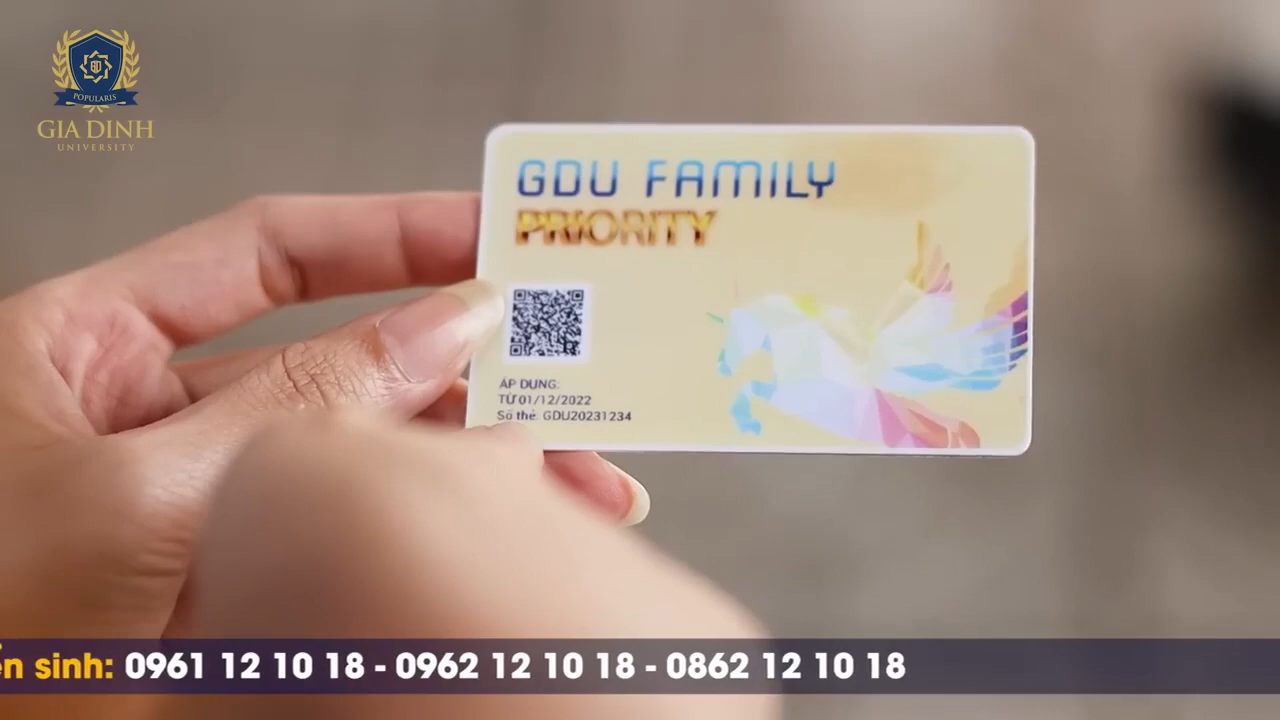 POPULARIS
GIA DINH
UNIVERSITY
GDU FAMILY
PRIORITY
ÁP DỤNG:
TỪ 01/12/2022
Số thẻ: GDU20231234
sinh: 0961 12 10 18 - 0962 12 10 18 - 0862 12 10 18